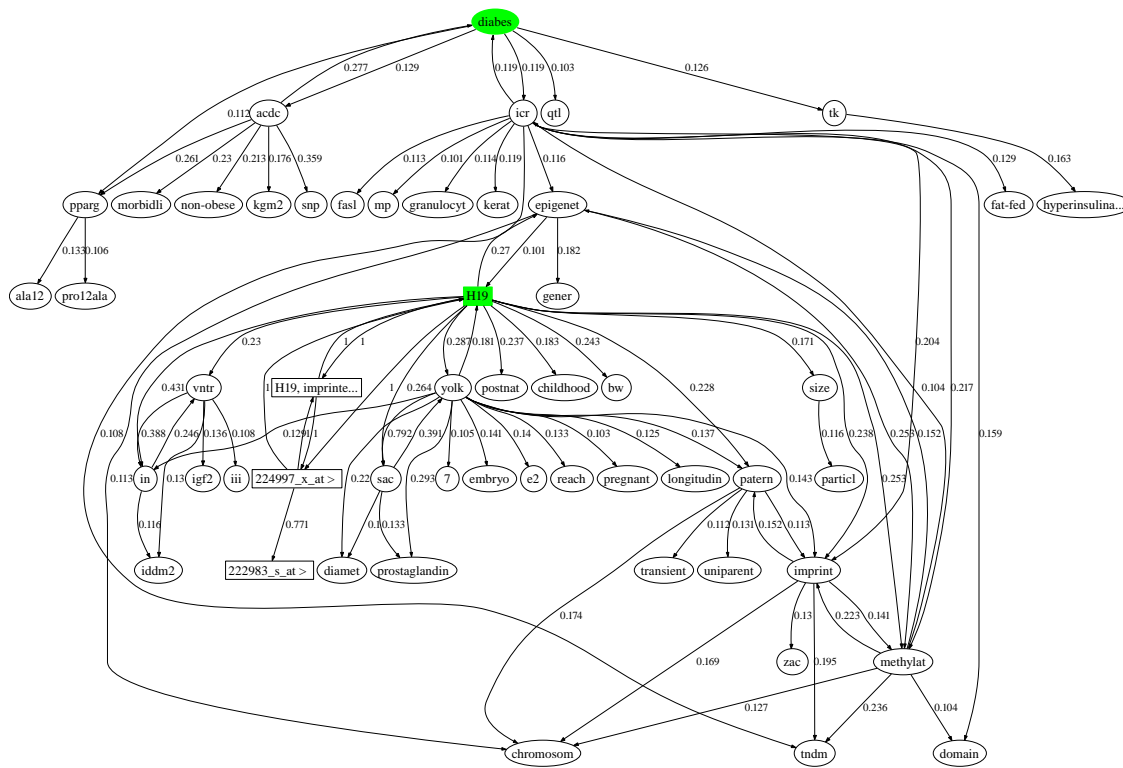 diabes
0.277 0.129 0.119 0.119 0.103 0.126
0.112 acdc icr qtl tk
0.261 0.23 0.213 0.176 0.359 0.113 0.101 0.114 0.119 0.116 0.129 0.163 0.204
pparg morbidli non-obese kgm2 snp fasl mp granulocyt kerat epigenet fat-fed hyperinsulina...
0.133 0.106 0.27 0.101 0.182
ala12 pro12ala H19 gener
0.23 1 1 0.287 0.181 0.237 0.183 0.243 0.171 0.104 0.217
0.431 vntr 1 H19, imprinte... 1 0.264 yolk postnat childhood bw 0.228 size
0.108 0.113 0.388 0.246 0.136 0.108 0.129 1 0.792 0.391 0.105 0.141 0.14 0.133 0.103 0.125 0.137 0.116 0.238 0.253 0.152 0.159
in 0.13 igf2 iii 224997_x_at > 0.22 sac 0.293 7 embryo e2 reach pregnant longitudin patern 0.143 particl 0.253
0.116 0.771 0.1 0.133 0.112 0.131 0.152 0.113
iddm2 222983_s_at > diamet prostaglandin transient uniparent imprint
0.174 0.13 0.223 0.141
0.169 zac 0.195 methylat
0.127 0.236 0.104
chromosom tndm domain